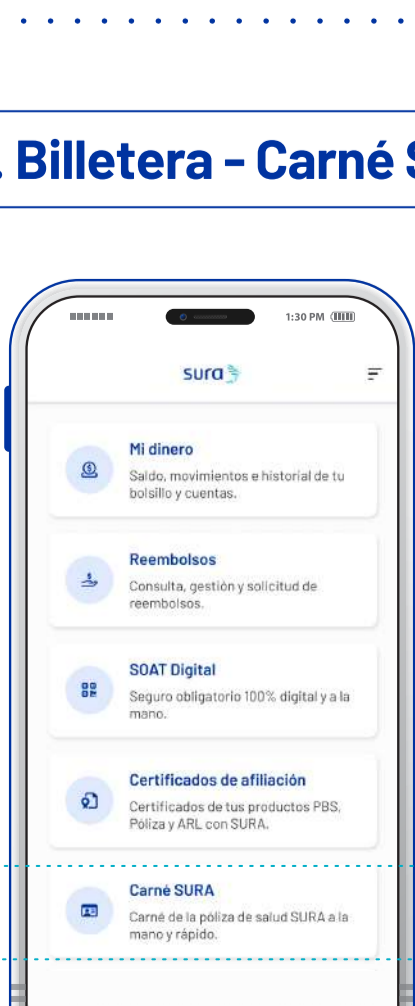 . Billetera - Carné S
1:30 PM
sura
Mi dinero
Saldo, movimientos e historial de tu
bolsillo y cuentas.
Reembolsos
Consulta, gestión y solicitud de
reembolsos.
SOAT Digital
Seguro obligatorio 100% digital y a la
mano.
Certificados de afiliación
Certificados de tus productos PBS,
Póliza y ARL con SURA.
Carné SURA
Carné de la póliza de salud SURA a la
mano y rápido.